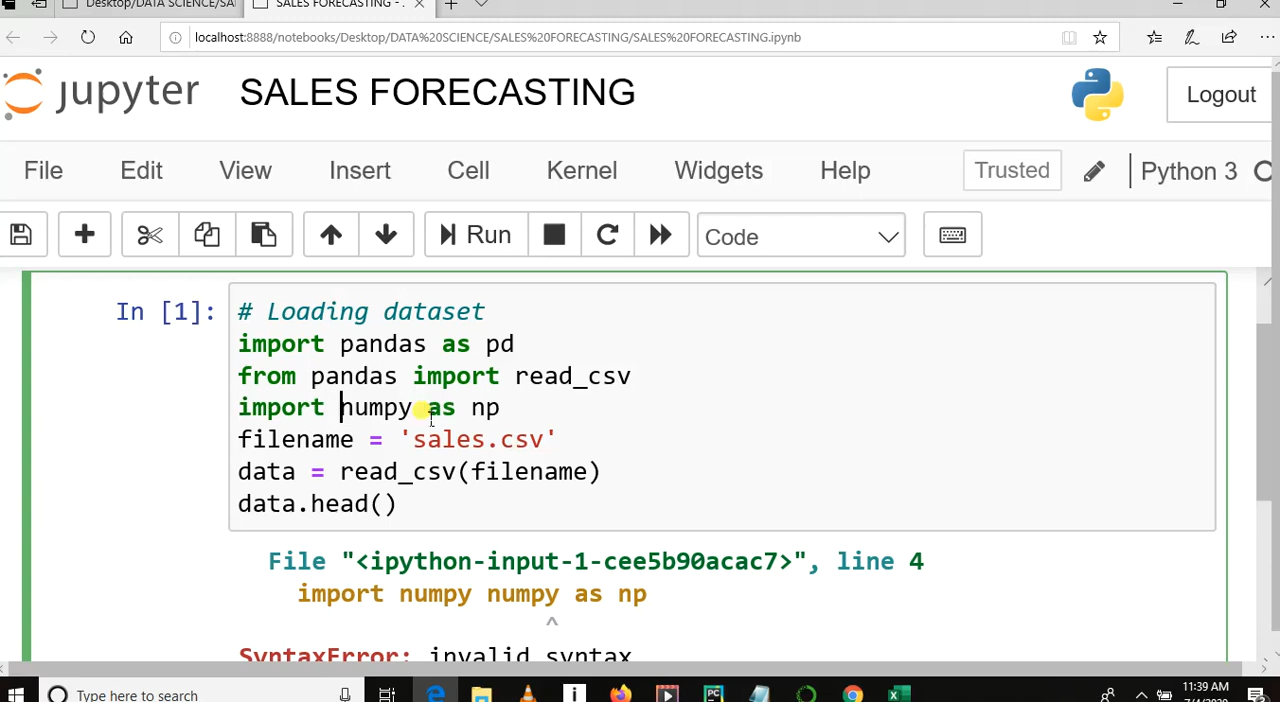 Desktop/DATA SCIENCE/SA
SALES FORECASTING - .
localhost:8888/notebooks/Desktop/DATA%20SCIENCE/SALES%20FORECASTING/SALES%20FORECASTING.ipynb
jupyter SALES FORECASTING Logout
File Edit View Insert Cell Kernel Widgets Help Trusted Python 3
Run Code
In [1]: # Loading dataset
import pandas as pd
from pandas import read_csv
import numpy as np
filename = 'sales.csv'
data = read_csv(filename)
data.head()
File "<ipython-input-1-cee5b90acac7>", line 4
import numpy numpy as np
^
SyntaxError: invalid syntax
Type here to search
PC
11:39 AM
7/4/2020